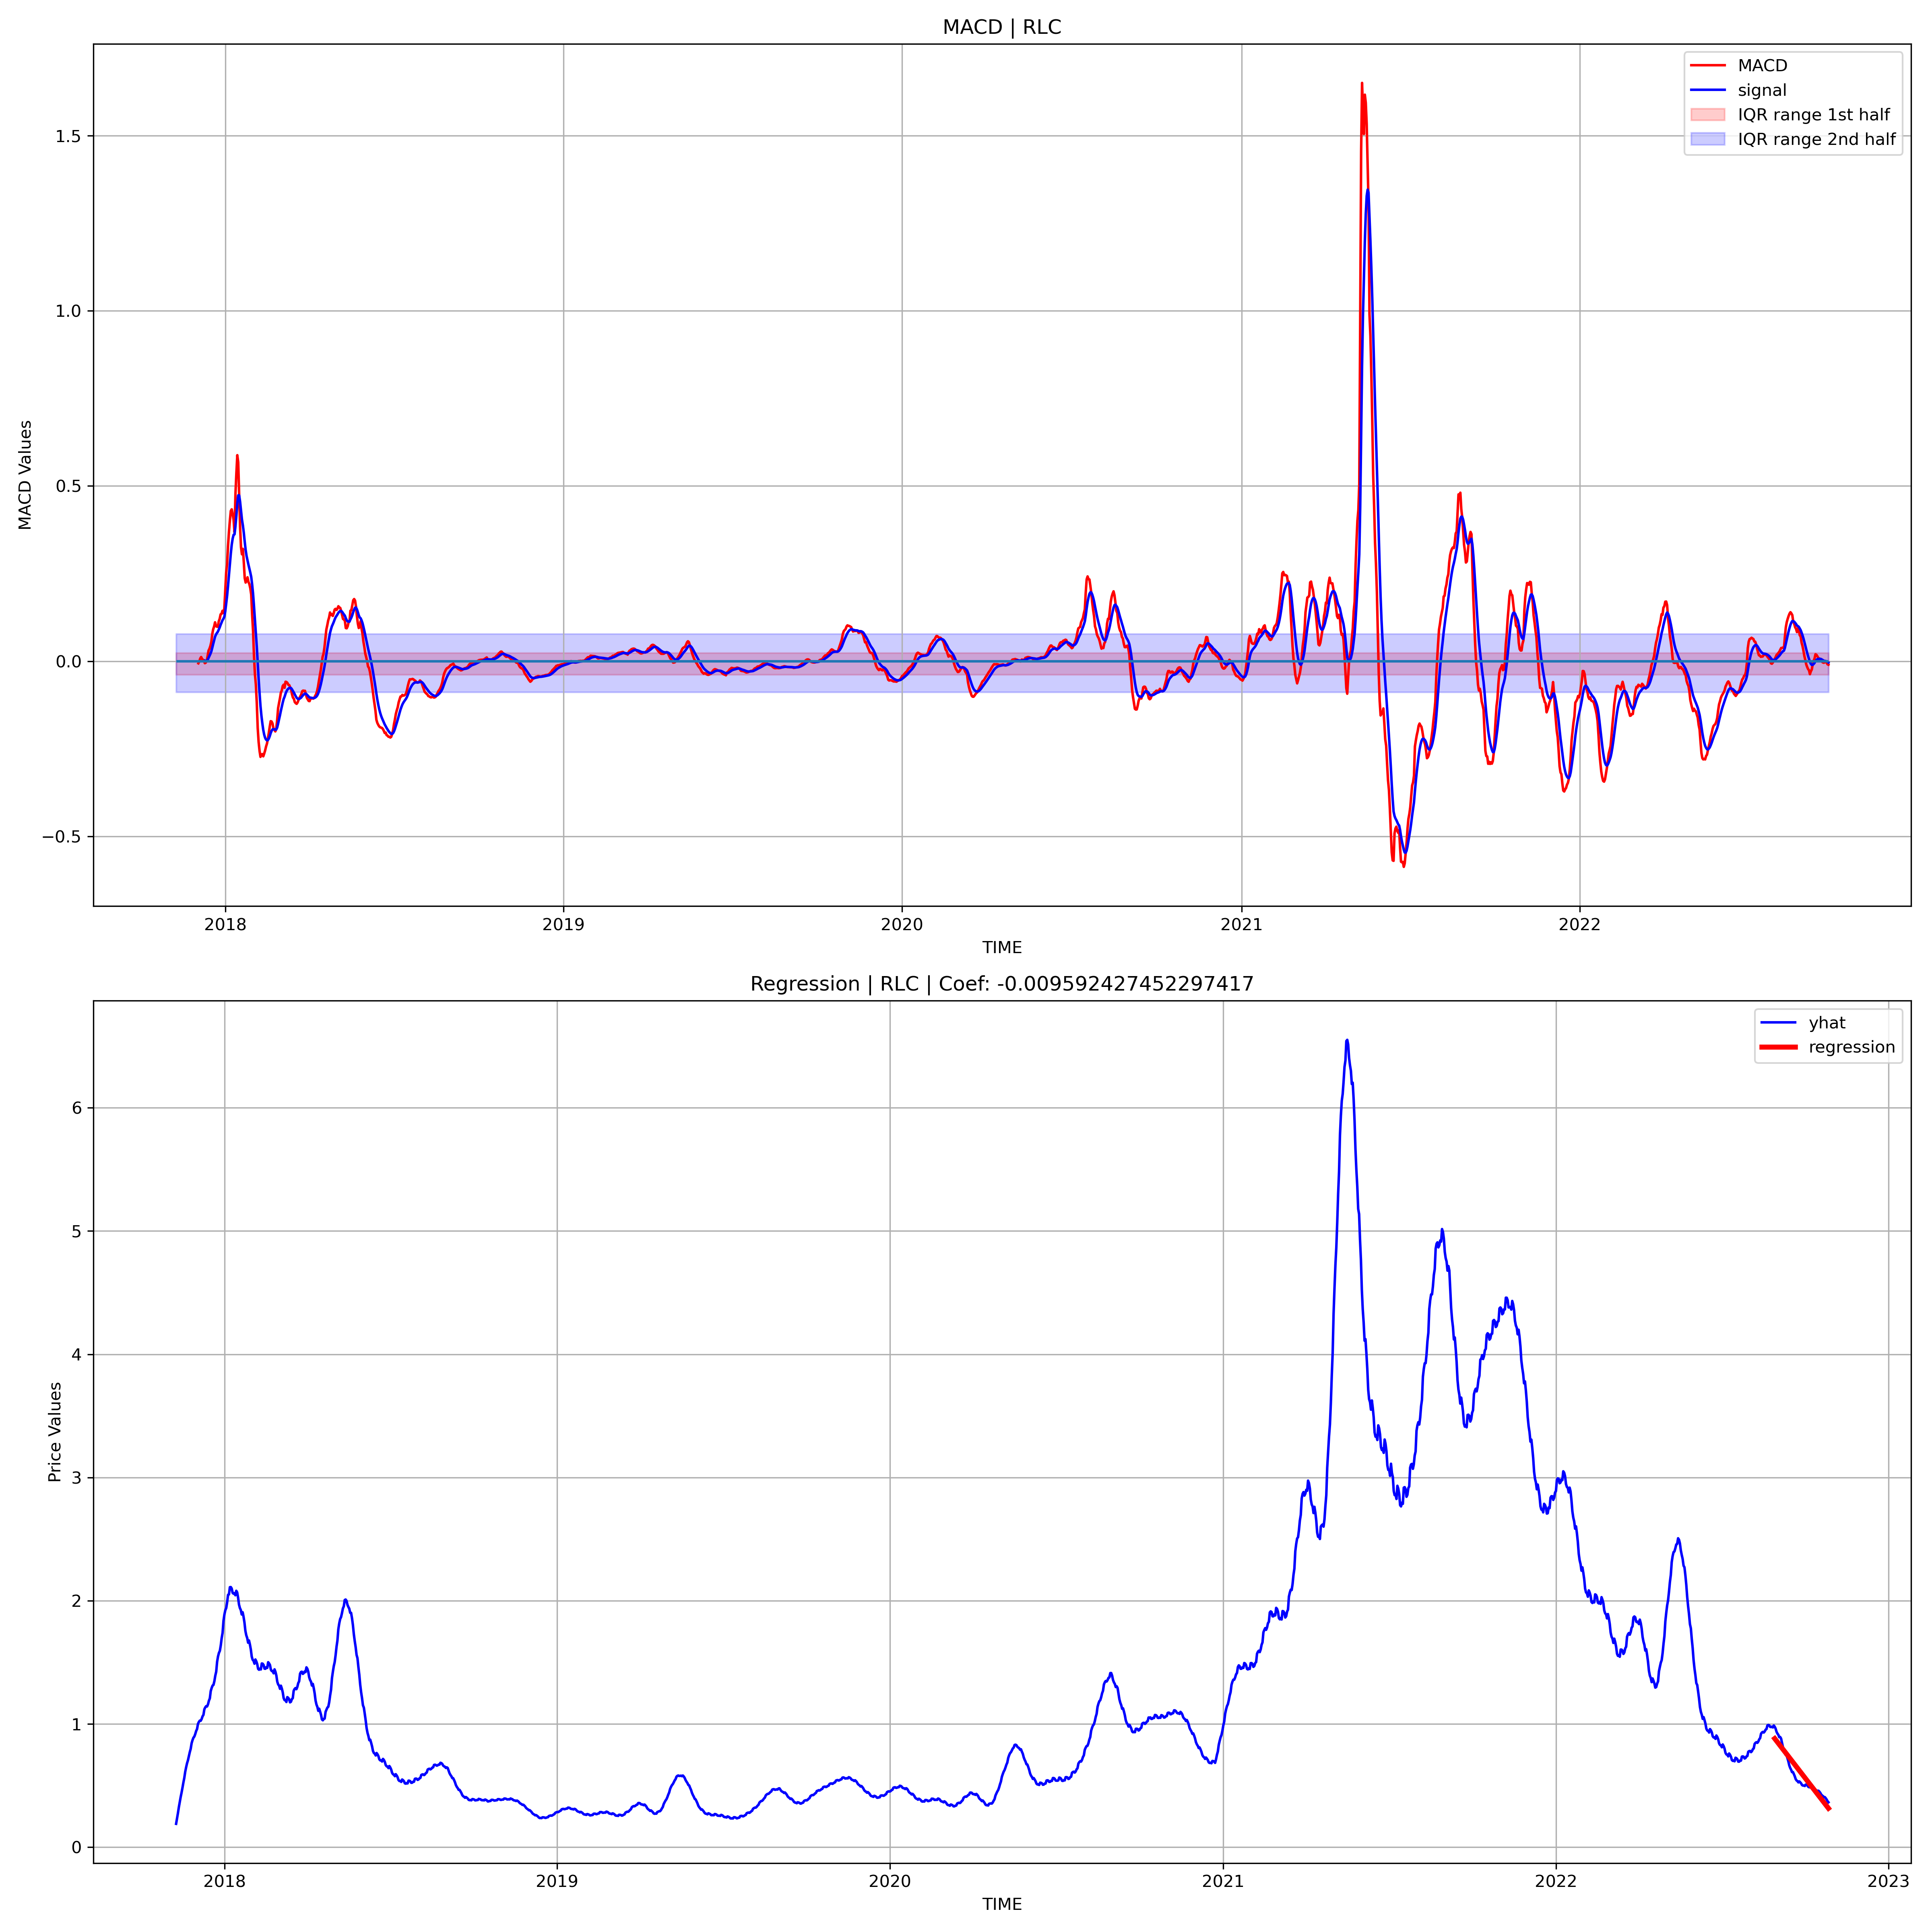 MACD | RLC
MACD
signal
IQR range 1st half
IQR range 2nd half
MACD Values
1.5
1.0
0.5
0.0
−0.5
2018 2019 2020 2021 2022
TIME
Regression | RLC | Coef: -0.009592427452297417
yhat
regression
Price Values
6
5
4
3
2
1
0
2018 2019 2020 2021 2022 2023
TIME